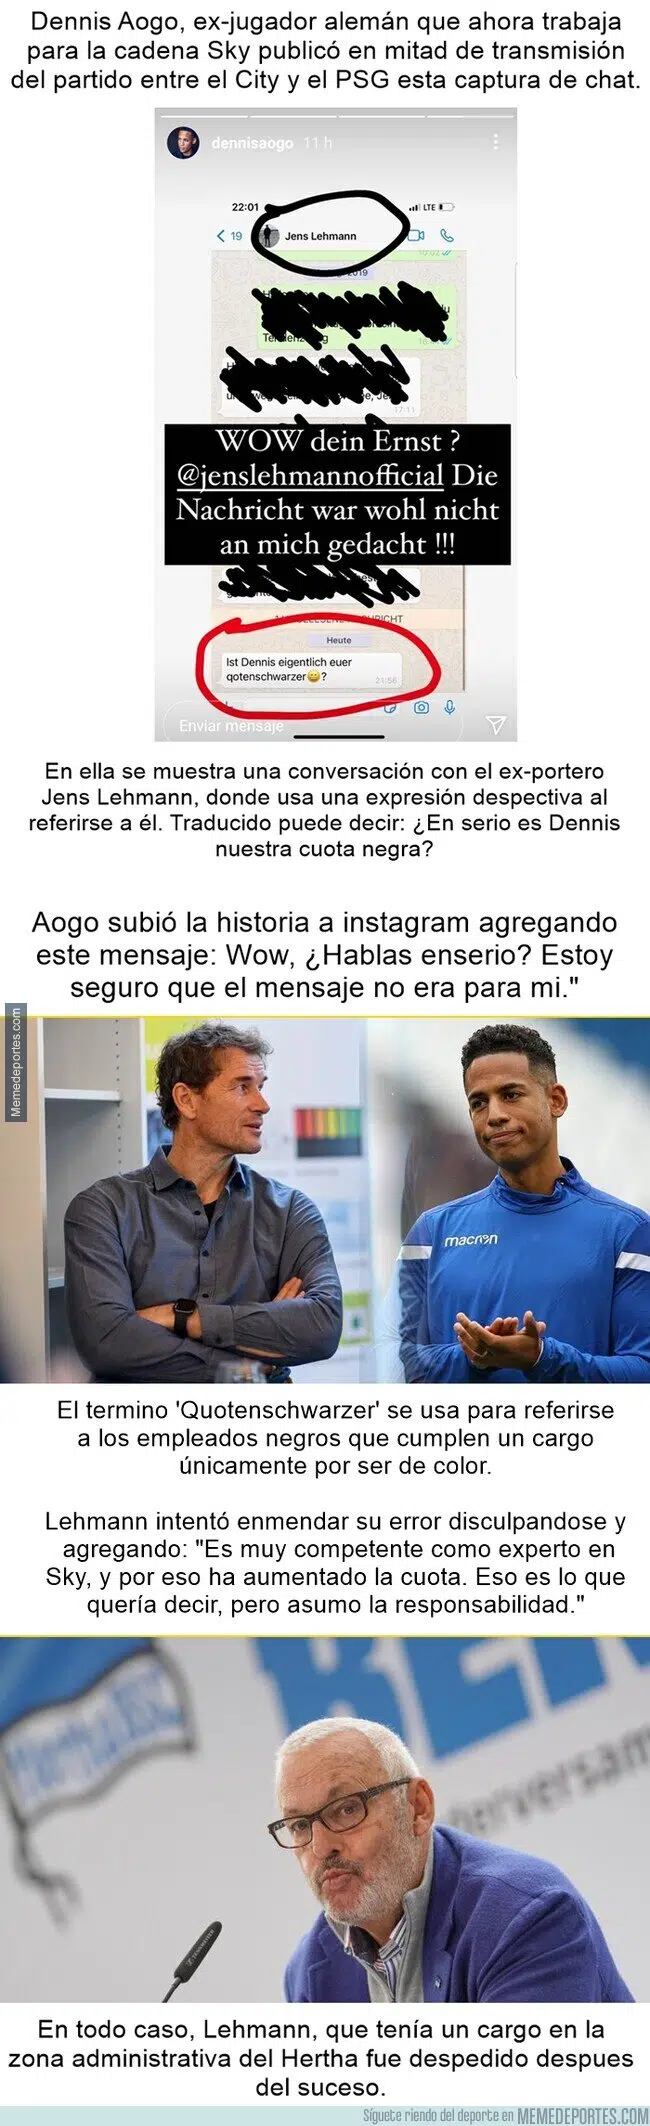 Dennis Aogo, ex-jugador alemán que ahora trabaja
para la cadena Sky publicó en mitad de transmisión
del partido entre el City y el PSG esta captura de chat.
dennisaogo 11 h
22:01
LTE
19
Jens Lehmann
2019
Ten
17:11
WOW dein Ernst ?
@jenslehmannofficial Die
Nachricht war wohl nicht
an mich gedacht !!!
Heute
Ist Dennis eigentlich euer
qotenschwarzer😀?
21:56
Enviar mensaje
En ella se muestra una conversación con el ex-portero
Jens Lehmann, donde usa una expresión despectiva al
referirse a él. Traducido puede decir: ¿En serio es Dennis
nuestra cuota negra?
Aogo subió la historia a instagram agregando
este mensaje: Wow, ¿Hablas enserio? Estoy
seguro que el mensaje no era para mi."
Memedeportes.com
macron
El termino 'Quotenschwarzer' se usa para referirse
a los empleados negros que cumplen un cargo
únicamente por ser de color.
Lehmann intentó enmendar su error disculpandose y
agregando: "Es muy competente como experto en
Sky, y por eso ha aumentado la cuota. Eso es lo que
quería decir, pero asumo la responsabilidad."
En todo caso, Lehmann, que tenía un cargo en la
zona administrativa del Hertha fue despedido despues
del suceso.
Síguete riendo del deporte en MEMEDEPORTES.COM